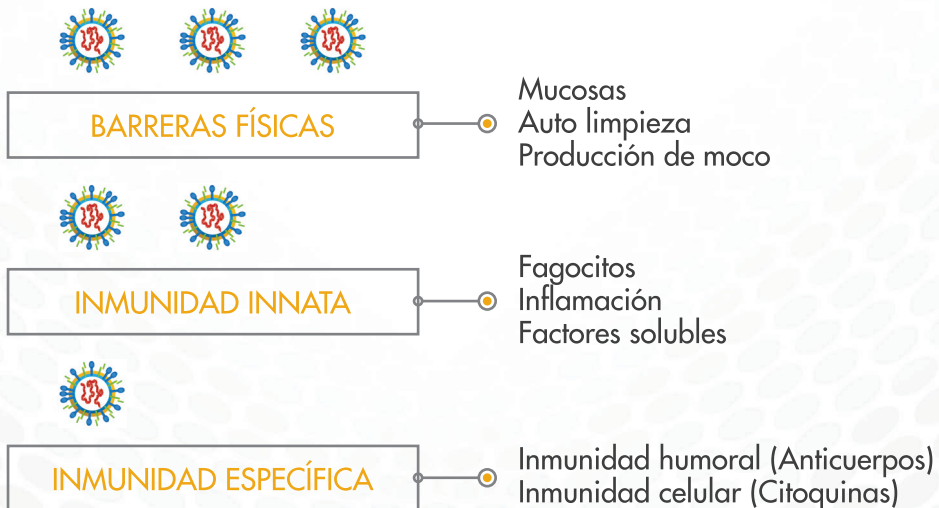 BARRERAS FÍSICAS
Mucosas
Auto limpieza
Producción de moco
INMUNIDAD INNATA
Fagocitos
Inflamación
Factores solubles
INMUNIDAD ESPECÍFICA
Inmunidad humoral (Anticuerpos)
Inmunidad celular (Citoquinas)